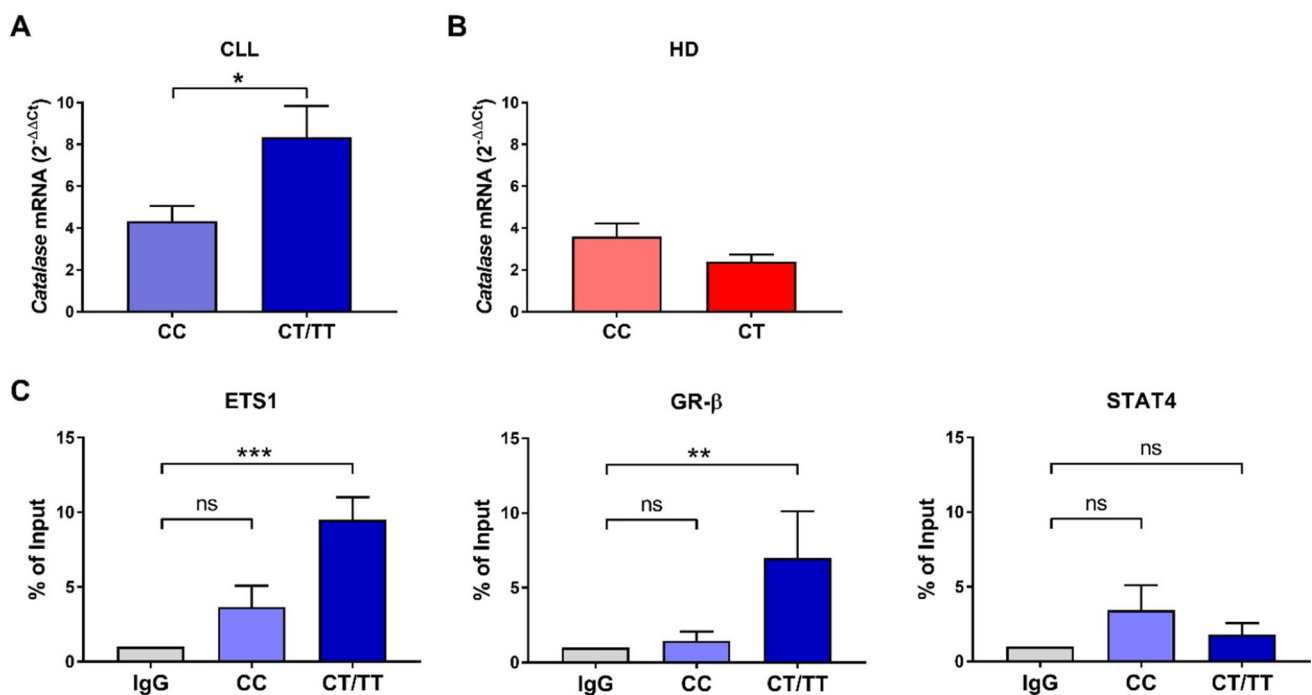 A
CLL
*
Catalase mRNA (2-ΔΔCt)
10
8
6
4
2
0
CC
CT/TT
B
HD
Catalase mRNA (2-ΔΔCt)
10
8
6
4
2
0
CC
CT
C
ETS1
% of Input
15
10
5
0
***
ns
IgG
CC
CT/TT
GR-β
% of Input
15
10
5
0
**
ns
IgG
CC
CT/TT
STAT4
% of Input
15
10
5
0
ns
ns
IgG
CC
CT/TT